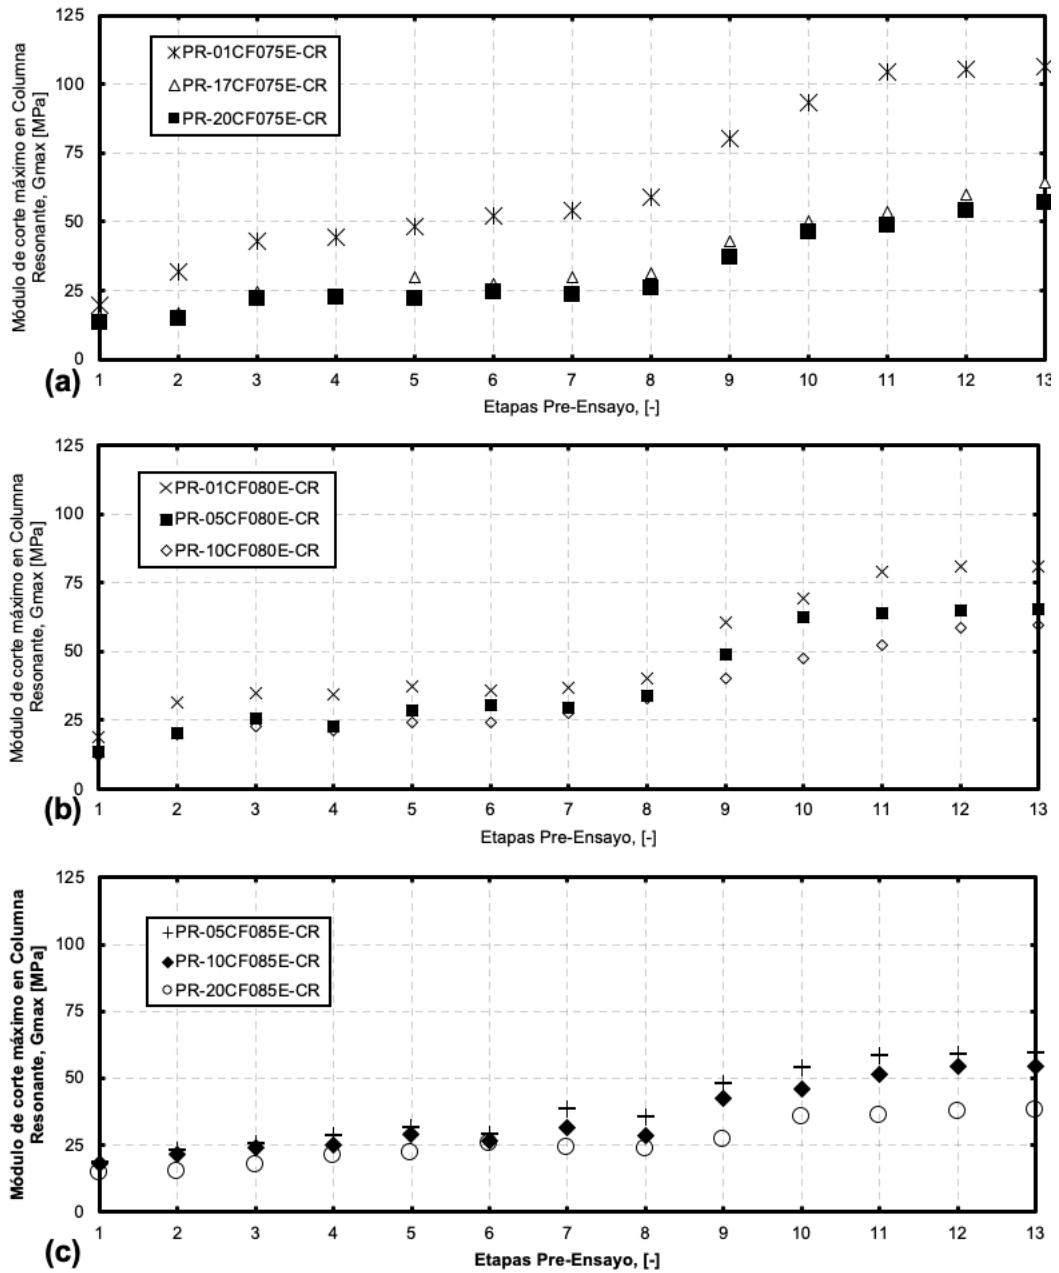 Módulo de corte máximo en Columna
Resonante, Gmax [MPa]
125
100
75
50
25
0
PR-01CF075E-CR
PR-17CF075E-CR
PR-20CF075E-CR
1 2 3 4 5 6 7 8 9 10 11 12 13
(a)
Etapas Pre-Ensayo, [-]
Módulo de corte máximo en Columna
Resonante, Gmax [MPa]
125
100
75
50
25
0
PR-01CF080E-CR
PR-05CF080E-CR
PR-10CF080E-CR
1 2 3 4 5 6 7 8 9 10 11 12 13
(b)
Etapas Pre-Ensayo, [-]
Módulo de corte máximo en Columna
Resonante, Gmax [MPa]
125
100
75
50
25
0
PR-05CF085E-CR
PR-10CF085E-CR
PR-20CF085E-CR
1 2 3 4 5 6 7 8 9 10 11 12 13
(c)
Etapas Pre-Ensayo, [-]